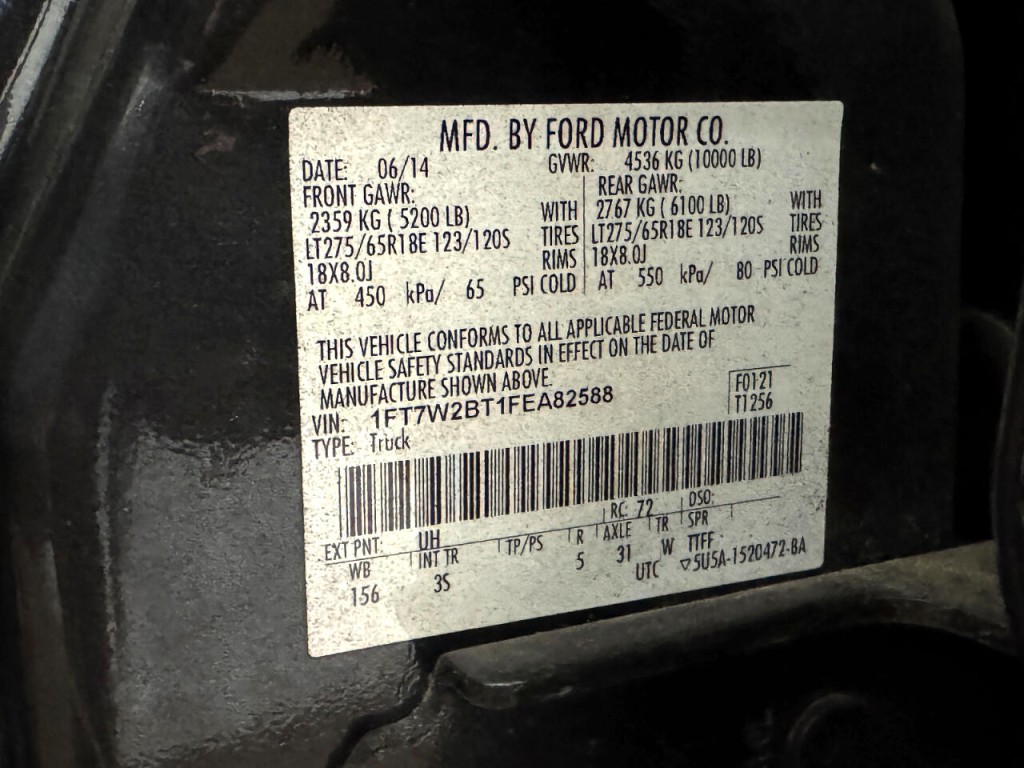 MFD. BY FORD MOTOR CO.
DATE: 06/14 GVWR: 4536 KG (10000 LB)
FRONT GAWR: REAR GAWR:
2359 KG ( 5200 LB) WITH 2767 KG ( 6100 LB) WITH
LT275/65R18E 123/120S TIRES LT275/65R18E 123/120S TIRES
18X8.0J RIMS 18X8.0J RIMS
AT 450 kPa/ 65 PSI COLD AT 550 kPa/ 80 PSI COLD
THIS VEHICLE CONFORMS TO ALL APPLICABLE FEDERAL MOTOR
VEHICLE SAFETY STANDARDS IN EFFECT ON THE DATE OF
MANUFACTURE SHOWN ABOVE.
VIN: 1FT7W2BT1FEA82588 F0121
TYPE: Truck T1256
EXT PNT: UH RC: 72 DSO:
WB INT TR TP/PS R AXLE TR SPR
156 3S 5 31 W TTFF
UTC ▽5U5A-1520472-BA